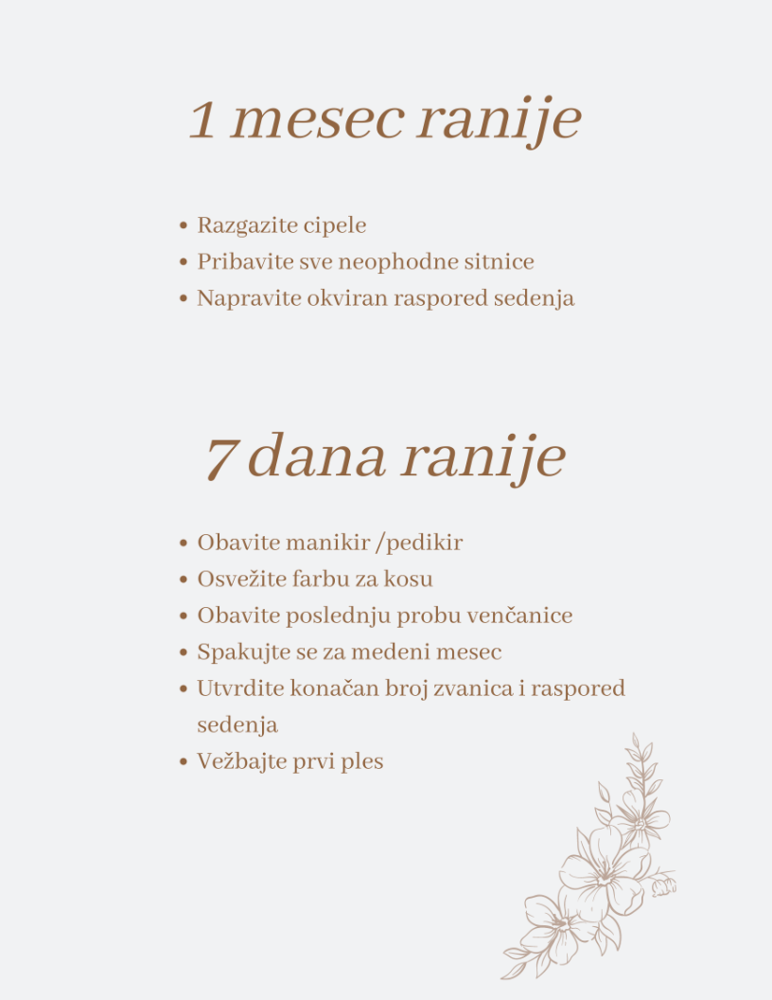 1 mesec ranije
• Razgazite cipele
• Pribavite sve neophodne sitnice
• Napravite okviran raspored sedenja
7 dana ranije
• Obavite manikir /pedikir
• Osvežite farbu za kosu
• Obavite poslednju probu venčanice
• Spakujte se za medeni mesec
• Utvrdite konačan broj zvanica i raspored
sedenja
• Vežbajte prvi ples